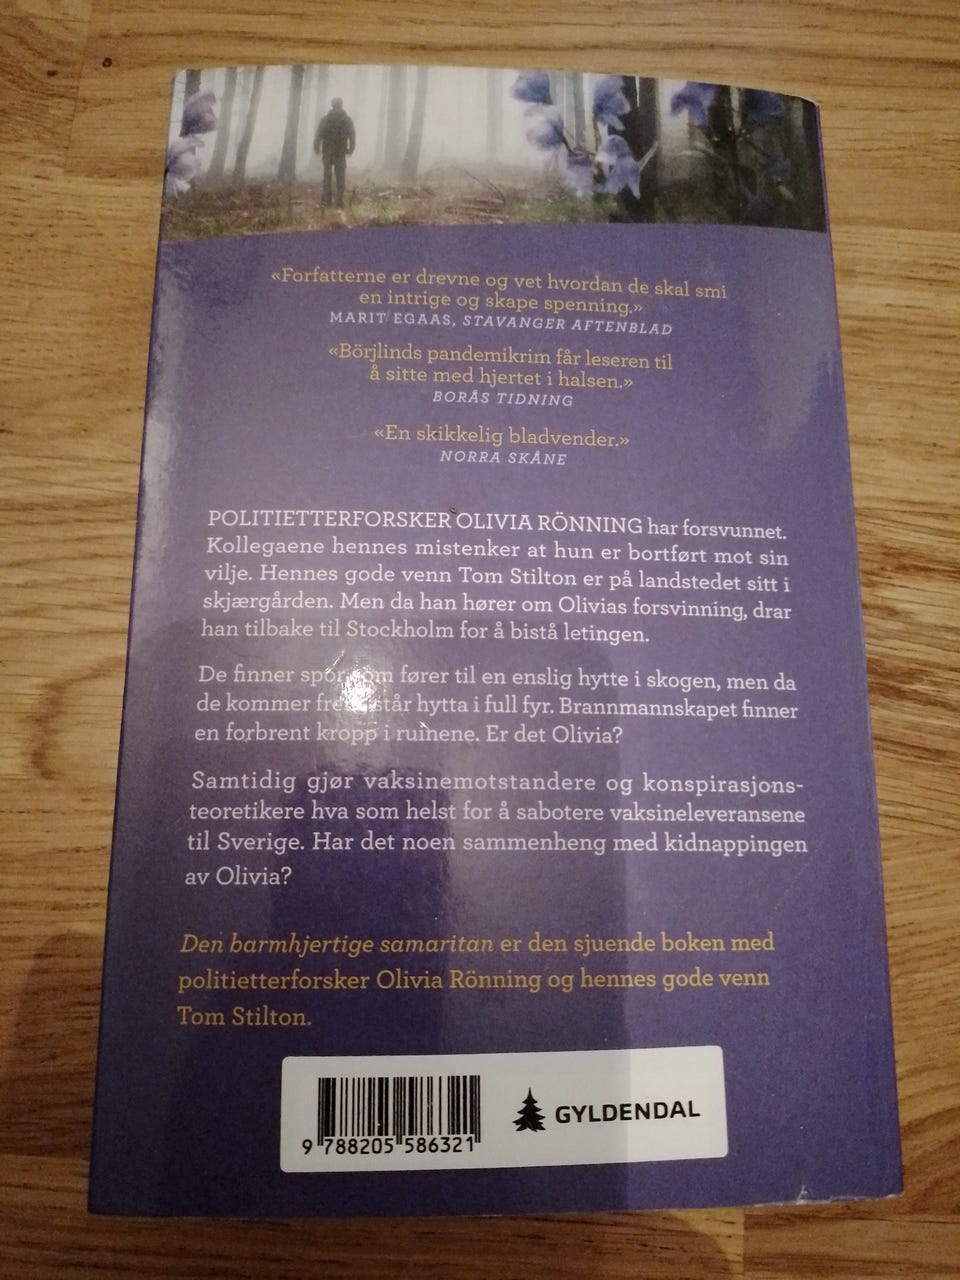 «Forfatterne er drevne og vet hvordan de skal smi
en intrige og skape spenning.»
MARIT EGAAS, STAVANGER AFTENBLAD
«Börjlinds pandemikrim får leseren til
å sitte med hjertet i halsen.»
BORÅS TIDNING
«En skikkelig bladvender.»
NORRA SKÅNE
POLITIETTERFORSKER OLIVIA RÖNNING har forsvunnet.
Kollegaene hennes mistenker at hun er bortført mot sin
vilje. Hennes gode venn Tom Stilton er på landstedet sitt i
skjærgården. Men da han hører om Olivias forsvinning, drar
han tilbake til Stockholm for å bistå letingen.
De finner spor som fører til en enslig hytte i skogen, men da
de kommer frem står hytta i full fyr. Brannmannskapet finner
en forbrent kropp i ruinene. Er det Olivia?
Samtidig gjør vaksinemotstandere og konspirasjons-
teoretikere hva som helst for å sabotere vaksineleveransene
til Sverige. Har det noen sammenheng med kidnappingen
av Olivia?
Den barmhjertige samaritan er den sjuende boken med
politietterforsker Olivia Rönning og hennes gode venn
Tom Stilton.
GYLDENDAL
9 788205 586321